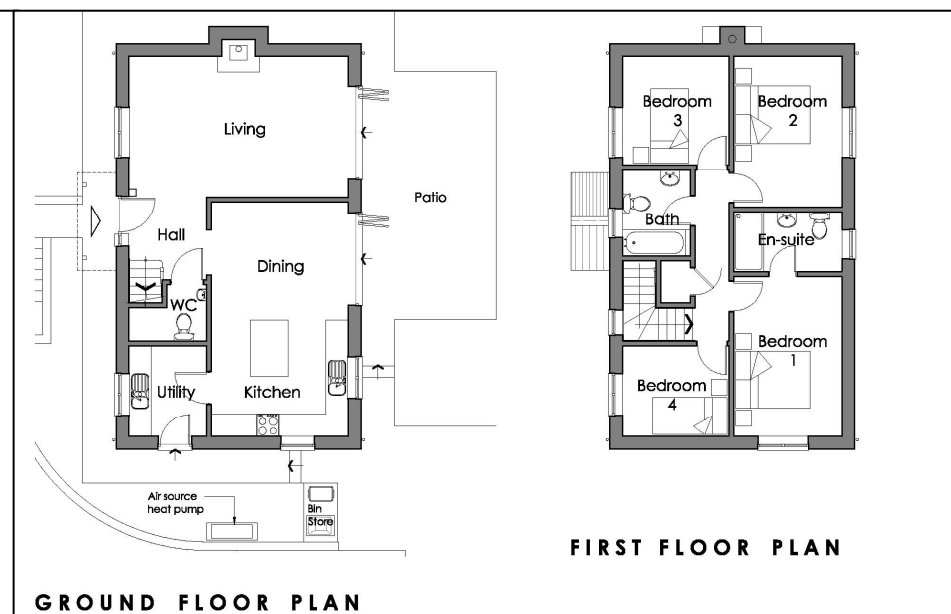 Living
Patio
Hall
Dining
WC
Utility
Kitchen
Air source
heat pump
Bin
Store
GROUND FLOOR PLAN
Bedroom
3
Bedroom
2
Bath
En-suite
Bedroom
1
Bedroom
4
FIRST FLOOR PLAN